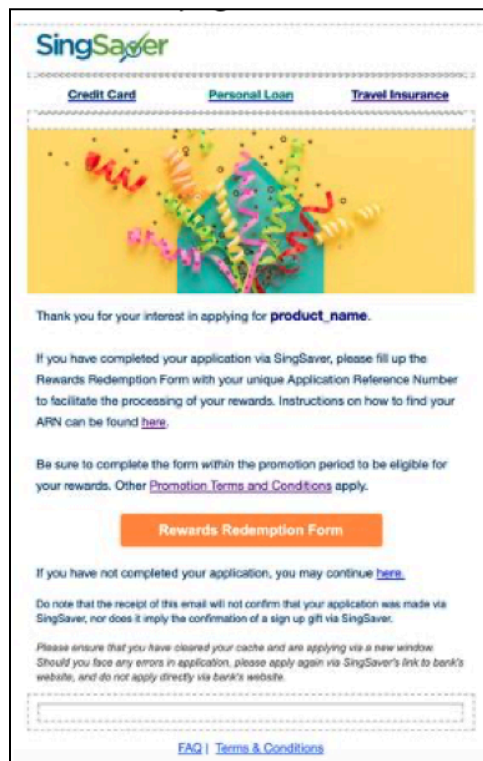 SingSaver
Credit Card Personal Loan Travel Insurance
Thank you for your interest in applying for product_name.
If you have completed your application via SingSaver, please fill up the
Rewards Redemption Form with your unique Application Reference Number
to facilitate the processing of your rewards. Instructions on how to find your
ARN can be found here.
Be sure to complete the form within the promotion period to be eligible for
your rewards. Other Promotion Terms and Conditions apply.
Rewards Redemption Form
If you have not completed your application, you may continue here.
Do note that the receipt of this email will not confirm that your application was made via
SingSaver, nor does it imply the confirmation of a sign up gift via SingSaver.
Please ensure that you have cleared your cache and are applying via a new window.
Should you face any errors in application, please apply again via SingSaver's link to bank's
website, and do not apply directly via bank's website.
FAQ | Terms & Conditions